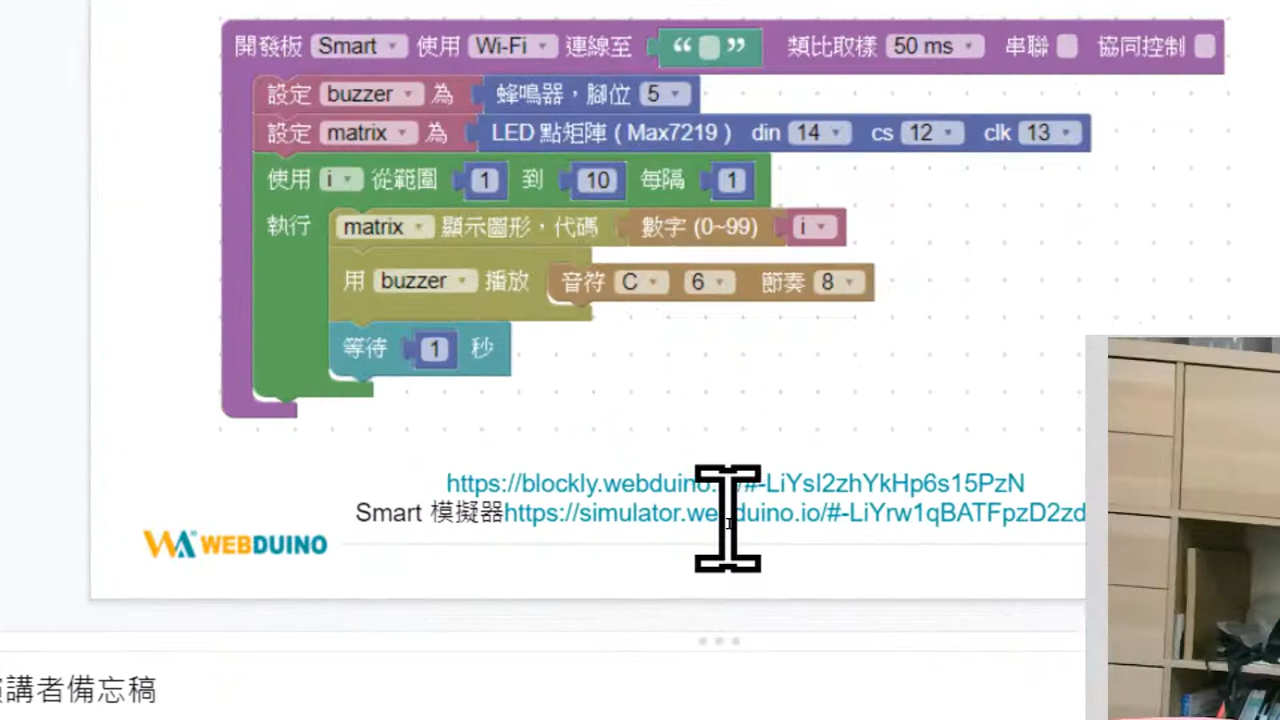 開發板 Smart 使用 Wi-Fi 連線至 “ ” 類比取樣 50 ms 串聯 協同控制
設定 buzzer 為 蜂鳴器，腳位 5
設定 matrix 為 LED 點矩陣 ( Max7219 ) din 14 cs 12 clk 13
使用 i 從範圍 1 到 10 每隔 1
執行 matrix 顯示圖形，代碼 數字 (0~99) i
用 buzzer 播放 音符 C 6 節奏 8
等待 1 秒
https://blockly.webduino.io/#-LiYsI2zhYkHp6s15PzN
Smart 模擬器https://simulator.webduino.io/#-LiYrw1qBATFpzD2zd
WEBDUINO
講者備忘稿